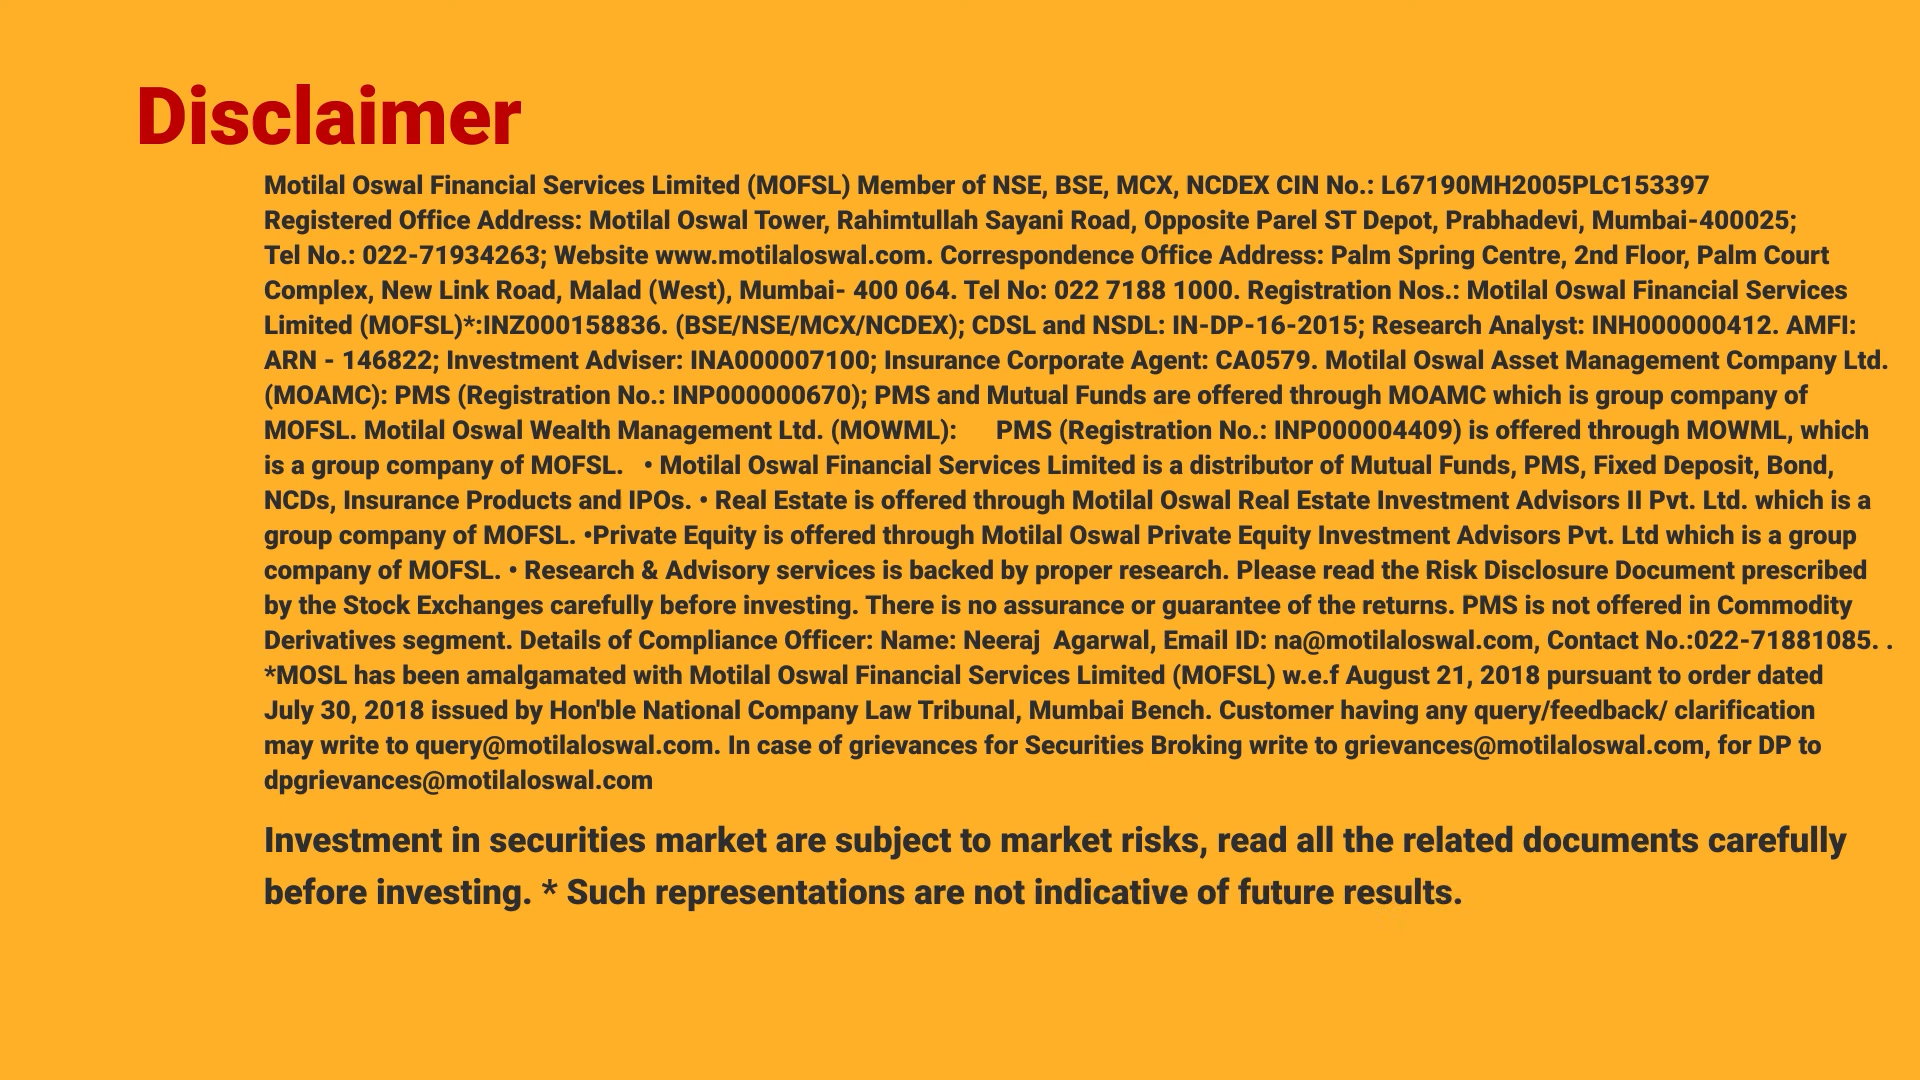 Disclaimer
Motilal Oswal Financial Services Limited (MOFSL) Member of NSE, BSE, MCX, NCDEX CIN No.: L67190MH2005PLC153397
Registered Office Address: Motilal Oswal Tower, Rahimtullah Sayani Road, Opposite Parel ST Depot, Prabhadevi, Mumbai-400025;
Tel No.: 022-71934263; Website www.motilaloswal.com. Correspondence Office Address: Palm Spring Centre, 2nd Floor, Palm Court
Complex, New Link Road, Malad (West), Mumbai- 400 064. Tel No: 022 7188 1000. Registration Nos.: Motilal Oswal Financial Services
Limited (MOFSL)*:INZ000158836. (BSE/NSE/MCX/NCDEX); CDSL and NSDL: IN-DP-16-2015; Research Analyst: INH000000412. AMFI:
ARN - 146822; Investment Adviser: INA000007100; Insurance Corporate Agent: CA0579. Motilal Oswal Asset Management Company Ltd.
(MOAMC): PMS (Registration No.: INP000000670); PMS and Mutual Funds are offered through MOAMC which is group company of
MOFSL. Motilal Oswal Wealth Management Ltd. (MOWML): PMS (Registration No.: INP000004409) is offered through MOWML, which
is a group company of MOFSL. • Motilal Oswal Financial Services Limited is a distributor of Mutual Funds, PMS, Fixed Deposit, Bond,
NCDs, Insurance Products and IPOs. • Real Estate is offered through Motilal Oswal Real Estate Investment Advisors II Pvt. Ltd. which is a
group company of MOFSL. •Private Equity is offered through Motilal Oswal Private Equity Investment Advisors Pvt. Ltd which is a group
company of MOFSL. • Research & Advisory services is backed by proper research. Please read the Risk Disclosure Document prescribed
by the Stock Exchanges carefully before investing. There is no assurance or guarantee of the returns. PMS is not offered in Commodity
Derivatives segment. Details of Compliance Officer: Name: Neeraj Agarwal, Email ID: na@motilaloswal.com, Contact No.:022-71881085. .
*MOSL has been amalgamated with Motilal Oswal Financial Services Limited (MOFSL) w.e.f August 21, 2018 pursuant to order dated
July 30, 2018 issued by Hon'ble National Company Law Tribunal, Mumbai Bench. Customer having any query/feedback/ clarification
may write to query@motilaloswal.com. In case of grievances for Securities Broking write to grievances@motilaloswal.com, for DP to
dpgrievances@motilaloswal.com
Investment in securities market are subject to market risks, read all the related documents carefully
before investing. * Such representations are not indicative of future results.